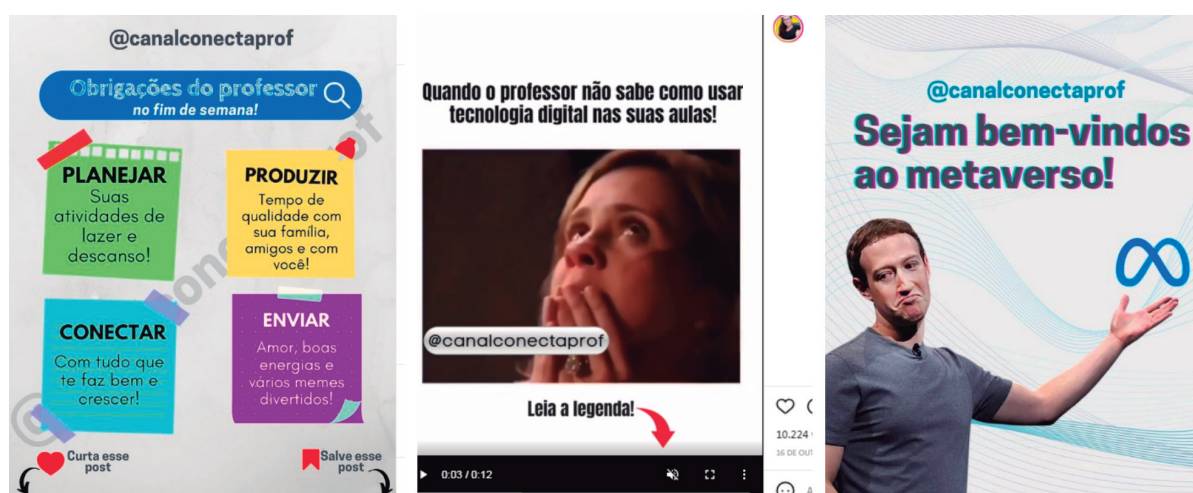 @canalconectaprof
Obrigações do professor
no fim de semana!
PLANEJAR
Suas
atividades de
lazer e
descanso!
PRODUZIR
Tempo de
qualidade com
sua família,
amigos e com
você!
CONECTAR
Com tudo que
te faz bem e
crescer!
ENVIAR
Amor, boas
energias e
vários memes
divertidos!
Curta esse
post
Salve esse
post
Quando o professor não sabe como usar
tecnologia digital nas suas aulas!
@canalconectaprof
Leia a legenda!
0:03 / 0:12
10.224
16 DE OUT
@canalconectaprof
Sejam bem-vindos
ao metaverso!